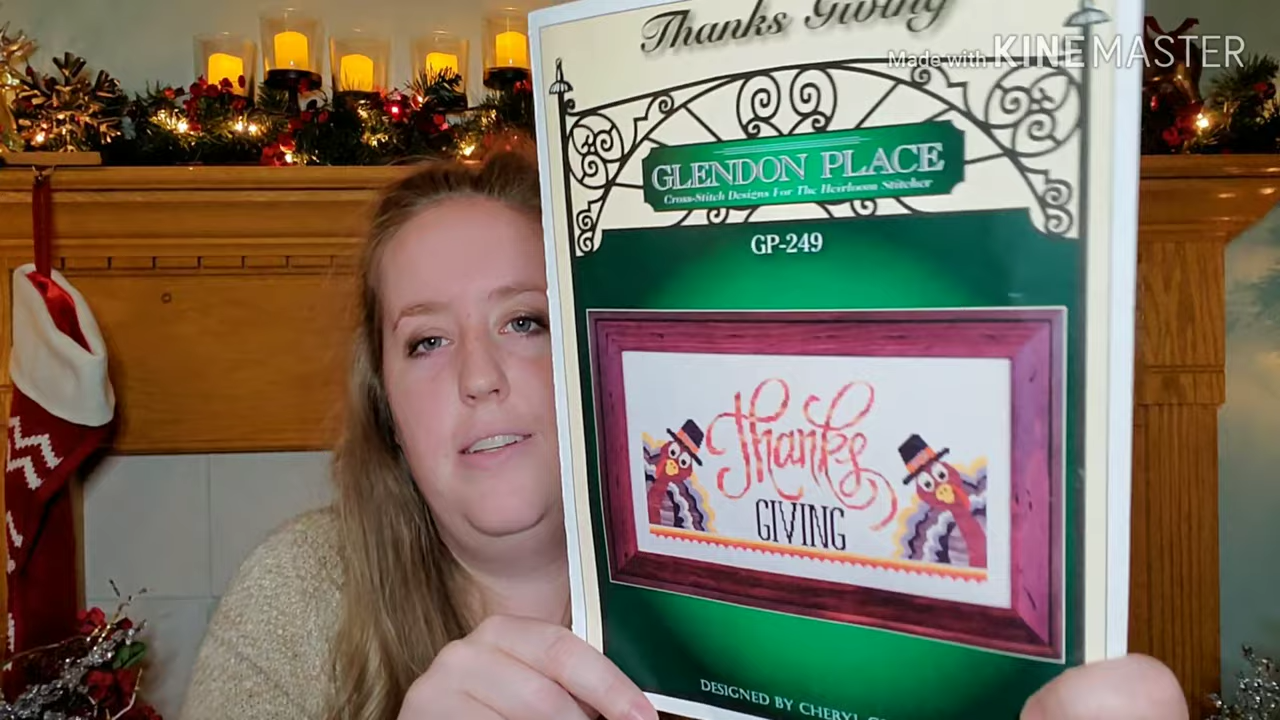 Thanks Giving
Made with KINEMASTER
GLENDON PLACE
Cross-Stitch Designs For The Heirloom Stitcher
GP-249
Thanks
GIVING
DESIGNED BY CHERYL